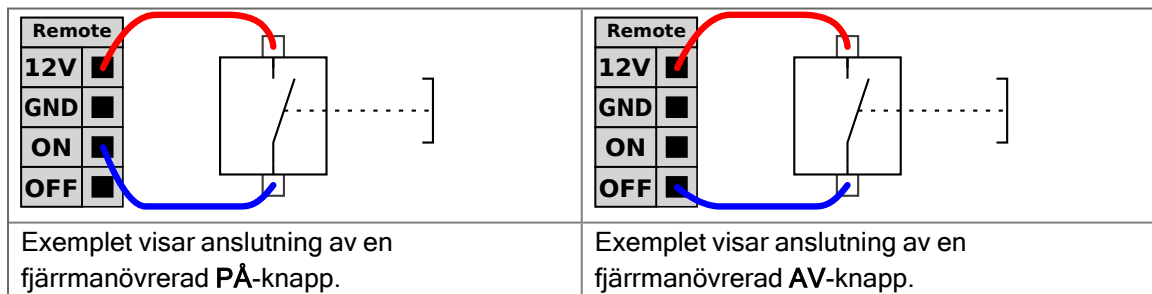 Remote
12V
GND
ON
OFF
Exemplet visar anslutning av en
fjärrmanövrerad PÅ-knapp.
Remote
12V
GND
ON
OFF
Exemplet visar anslutning av en
fjärrmanövrerad AV-knapp.